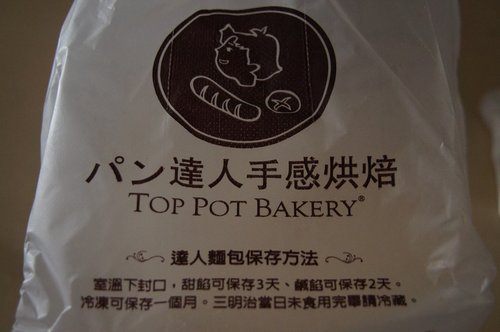 パン達人手感烘焙
TOP POT BAKERY®
達人麵包保存方法
室溫下封口，甜餡可保存3天、鹹餡可保存2天。
冷凍可保存一個月。三明治當日未食用完畢請冷藏。